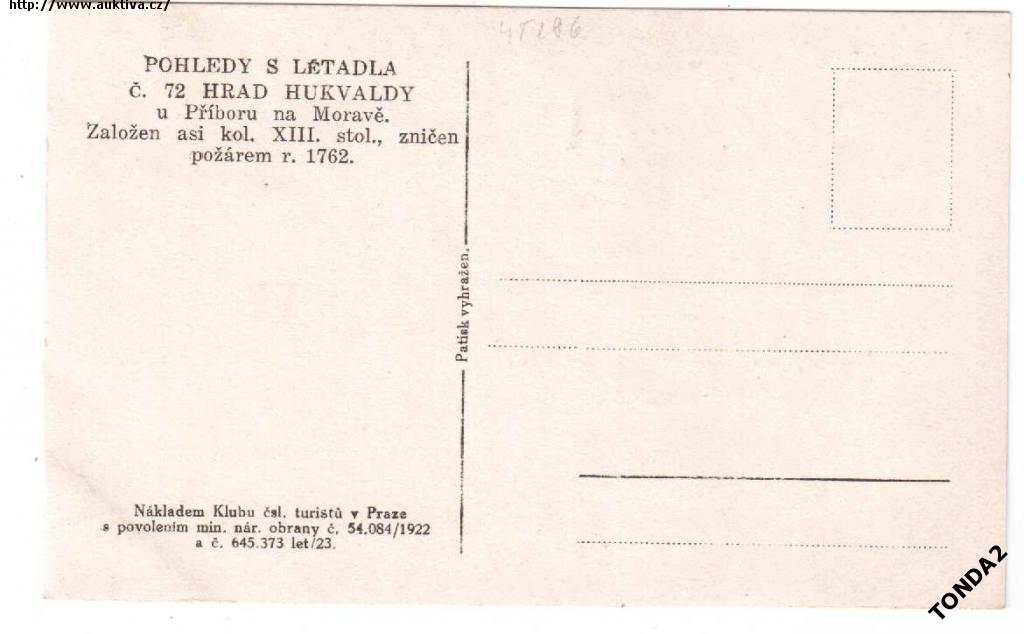 http://www.auktiva.cz/
45286
POHLEDY S LÉTADLA
Č. 72 HRAD HUKVALDY
u Příboru na Moravě.
Založen asi kol. XIII. stol., zničen
požárem r. 1762.
Patisk vyhražen.
Nákladem Klubu čsl. turistů v Praze
s povolením min. nár. obrany č. 54.084/1922
a č. 645.373 let/23.
TONDA2